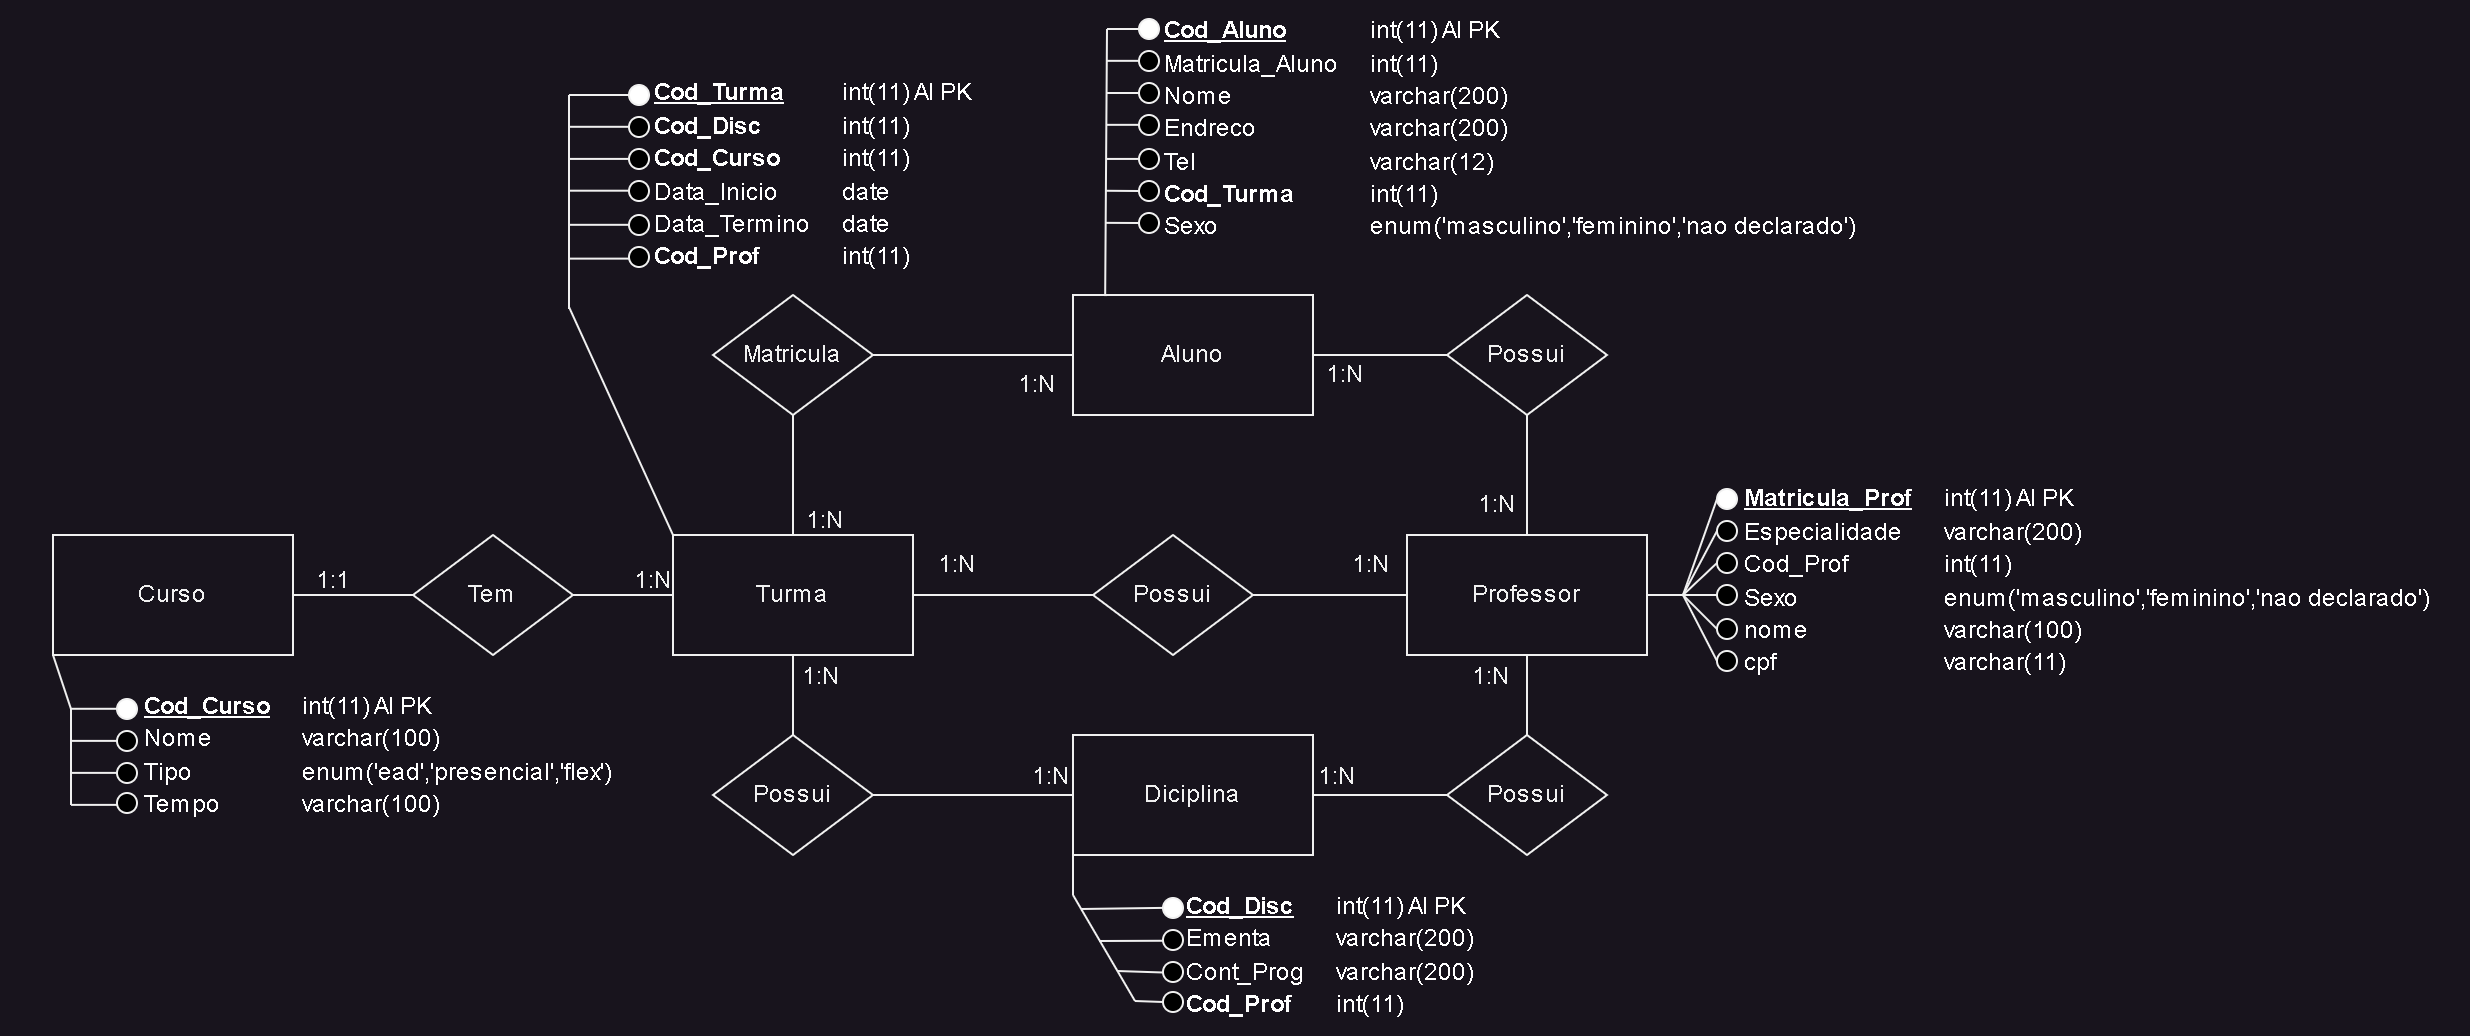 Cod_Aluno int(11) AI PK
Matricula_Aluno int(11)
Nome varchar(200)
Endreco varchar(200)
Tel varchar(12)
Cod_Turma int(11)
Sexo enum('masculino','feminino','nao declarado')
Cod_Turma int(11) AI PK
Cod_Disc int(11)
Cod_Curso int(11)
Data_Inicio date
Data_Termino date
Cod_Prof int(11)
Matricula
1:N
Aluno
1:N
Possui
1:N
1:N
Curso
1:1
Tem
1:N
Turma
1:N
Possui
1:N
Professor
Matricula_Prof int(11) AI PK
Especialidade varchar(200)
Cod_Prof int(11)
Sexo enum('masculino','feminino','nao declarado')
nome varchar(100)
cpf varchar(11)
1:N
1:N
Cod_Curso int(11) AI PK
Nome varchar(100)
Tipo enum('ead','presencial','flex')
Tempo varchar(100)
Possui
1:N
Diciplina
1:N
Possui
Cod_Disc int(11) AI PK
Ementa varchar(200)
Cont_Prog varchar(200)
Cod_Prof int(11)